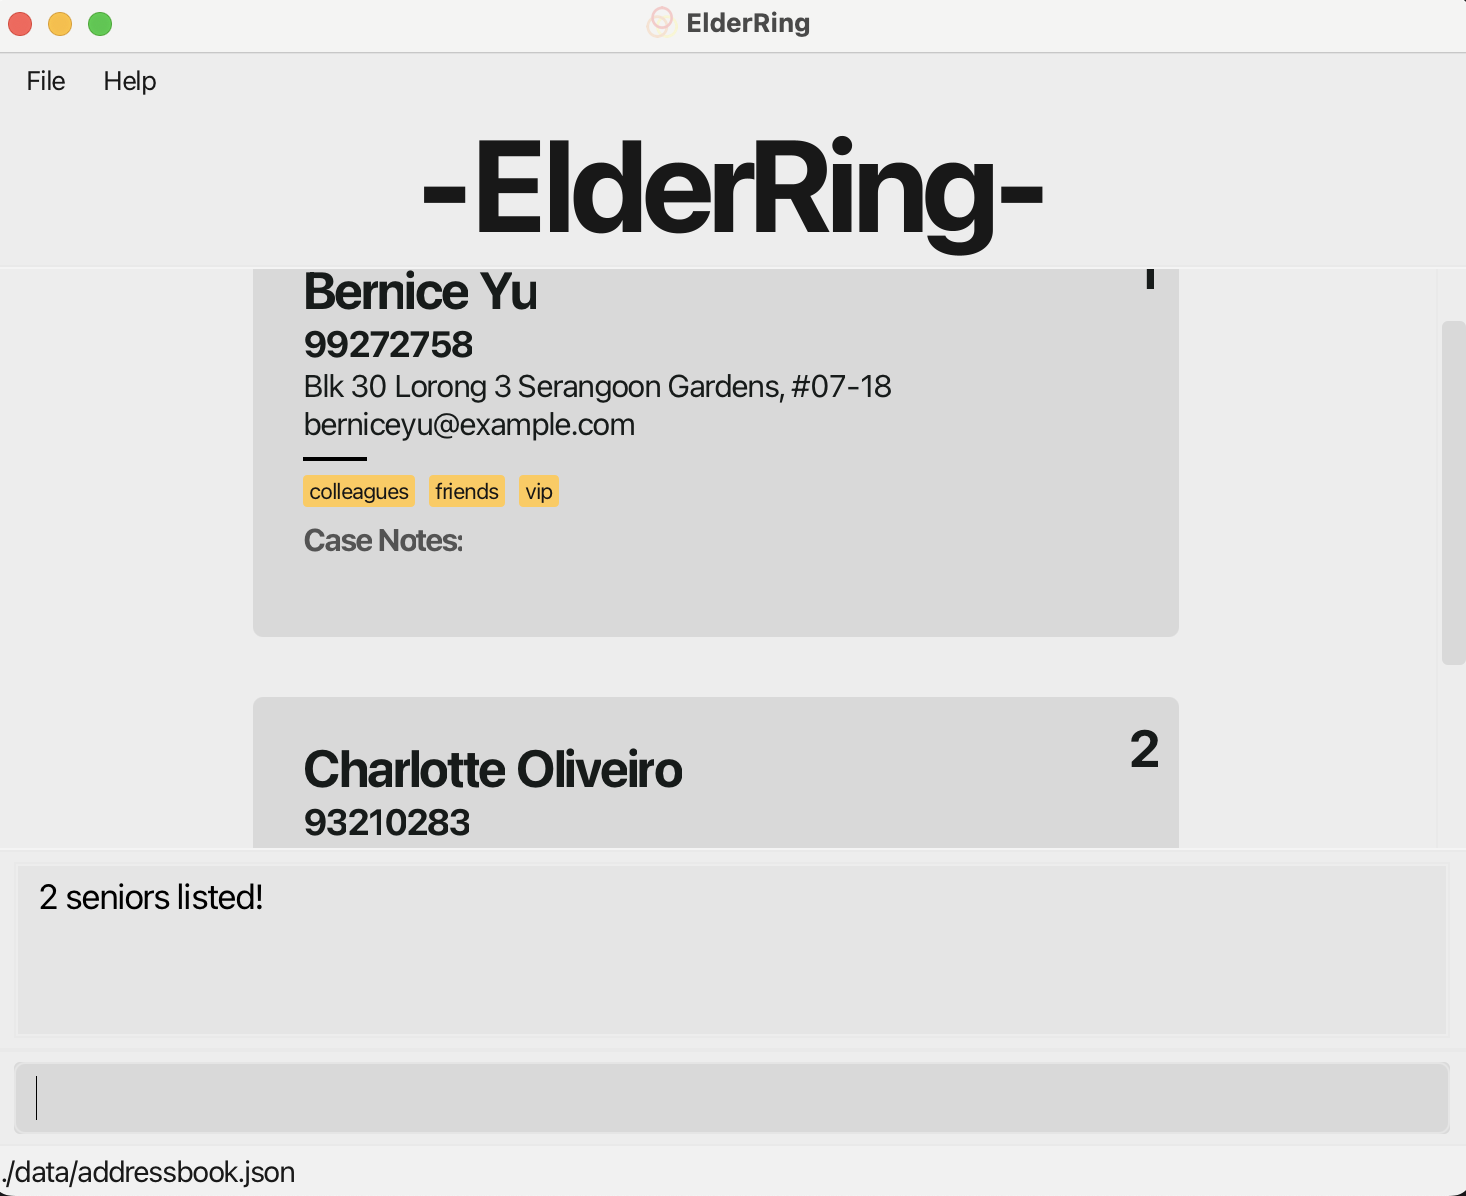 ElderRing
File Help
-ElderRing-
Bernice Yu 1
99272758
Blk 30 Lorong 3 Serangoon Gardens, #07-18
berniceyu@example.com
colleagues friends vip
Case Notes:
Charlotte Oliveiro 2
93210283
2 seniors listed!
./data/addressbook.json